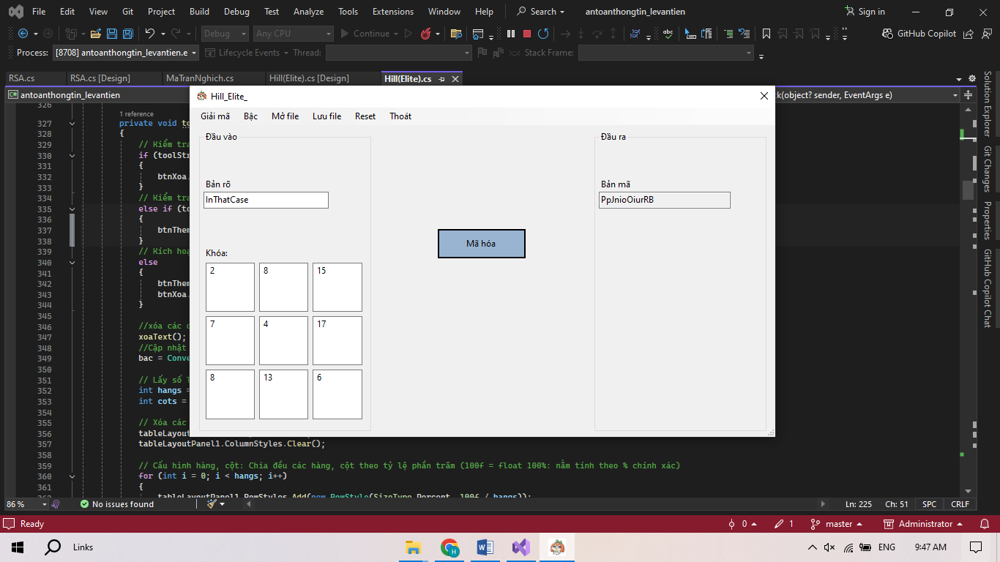 File Edit View Git Project Build Debug Test Analyze Tools Extensions Window Help Search antoanthongtin_levantien Sign in
Debug Any CPU Continue GitHub Copilot
Process: [8708] antoanthongtin_levantien.e Lifecycle Events Thread: Stack Frame:
RSA.cs RSA.cs [Design] MaTranNghich.cs Hill(Elite).cs [Design] Hill(Elite).cs
antoanthongtin_levantien
ck(object? sender, EventArgs e)
Hill_Elite_
Giải mã Bậc Mở file Lưu file Reset Thoát
Đầu vào
Bản rõ
InThatCase
Khóa:
2 8 15
7 4 17
8 13 6
Mã hóa
Đầu ra
Bản mã
PpJnioOiurRB
326
1 reference
327 private void to
328 {
329 // Kiểm tra
330 if (toolStr
331 {
332 btnXoa.
333 }
334 // Kiểm tra
335 else if (to
336 {
337 btnThem
338 }
339 // Kích hoạ
340 else
341 {
342 btnThem
343 btnXoa.
344 }
345
346 //xóa các
347 xoaText();
348 //Cập nhật
349 bac = Conve
350
351 // Lấy số
352 int hangs =
353 int cots =
354
355 // Xóa các
356 tableLayout
357 tableLayoutPanel1.ColumnStyles.Clear();
358
359 // Cấu hình hàng, cột: Chia đều các hàng, cột theo tỷ lệ phần trăm (100f = float 100%: nằm tính theo % chính xác)
360 for (int i = 0; i < hangs; i++)
361 {
362 tableLayoutPanel1.RowStyles.Add(new RowStyle(SizeType.Percent, 100f / hangs));
Solution Explorer
Git Changes
Properties
GitHub Copilot Chat
86 % No issues found Ln: 225 Ch: 51 SPC CRLF
Ready 0 1 master Administrator
Links ENG 9:47 AM